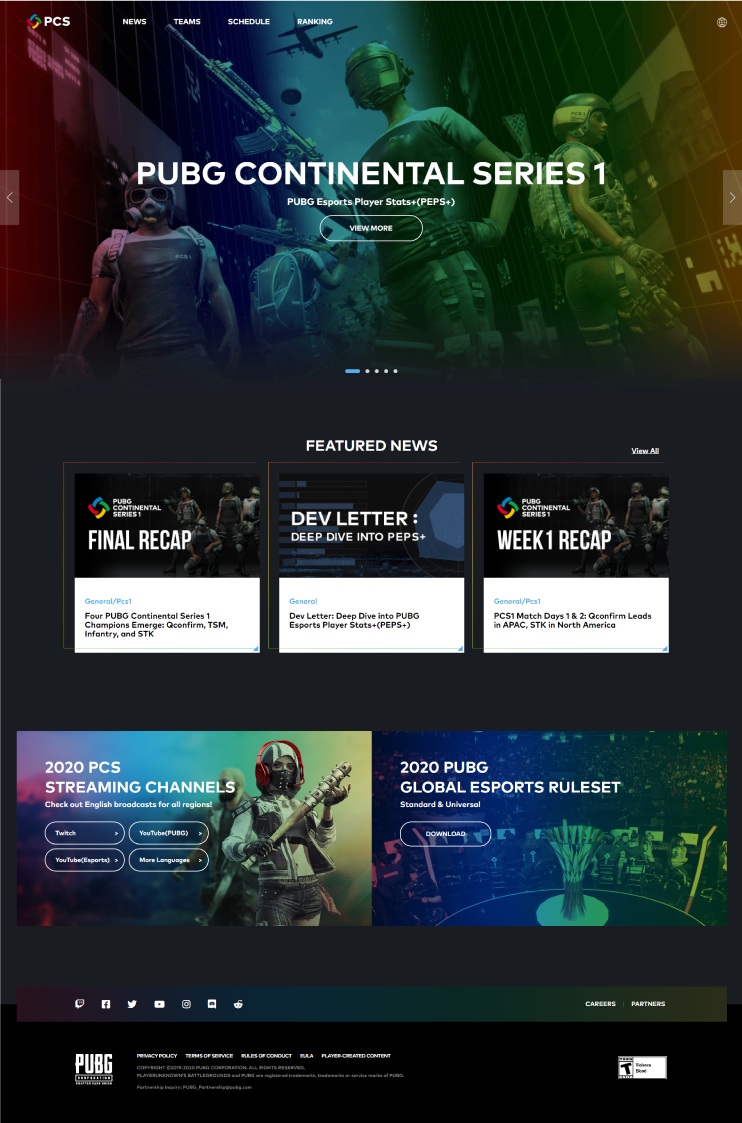 PCS
NEWS TEAMS SCHEDULE RANKING
PUBG CONTINENTAL SERIES 1
PUBG Esports Player Stats+(PEPS+)
VIEW MORE
FEATURED NEWS
View All
PUBG
CONTINENTAL
SERIES 1
FINAL RECAP
General/Pcs1
Four PUBG Continental Series 1
Champions Emerge: Qconfirm, TSM,
Infantry, and STK
DEV LETTER :
DEEP DIVE INTO PEPS+
General
Dev Letter: Deep Dive into PUBG
Esports Player Stats+(PEPS+)
PUBG
CONTINENTAL
SERIES 1
WEEK1 RECAP
General/Pcs1
PCS1 Match Days 1 & 2: Qconfirm Leads
in APAC, STK in North America
2020 PCS
STREAMING CHANNELS
Check out English broadcasts for all regions!
Twitch >
YouTube(PUBG) >
YouTube(Esports) >
More Languages >
2020 PUBG
GLOBAL ESPORTS RULESET
Standard & Universal
DOWNLOAD
CAREERS | PARTNERS
PUBG
CORPORATION
PRIVACY POLICY TERMS OF SERVICE RULES OF CONDUCT EULA PLAYER-CREATED CONTENT
COPYRIGHT ©2019-2020 PUBG CORPORATION. ALL RIGHTS RESERVED.
PLAYERUNKNOWN'S BATTLEGROUNDS and PUBG are registered trademarks, trademarks or service marks of PUBG.
Partnership Inquiry: PUBG_Partnership@pubg.com
TEEN
T
Violence
Blood